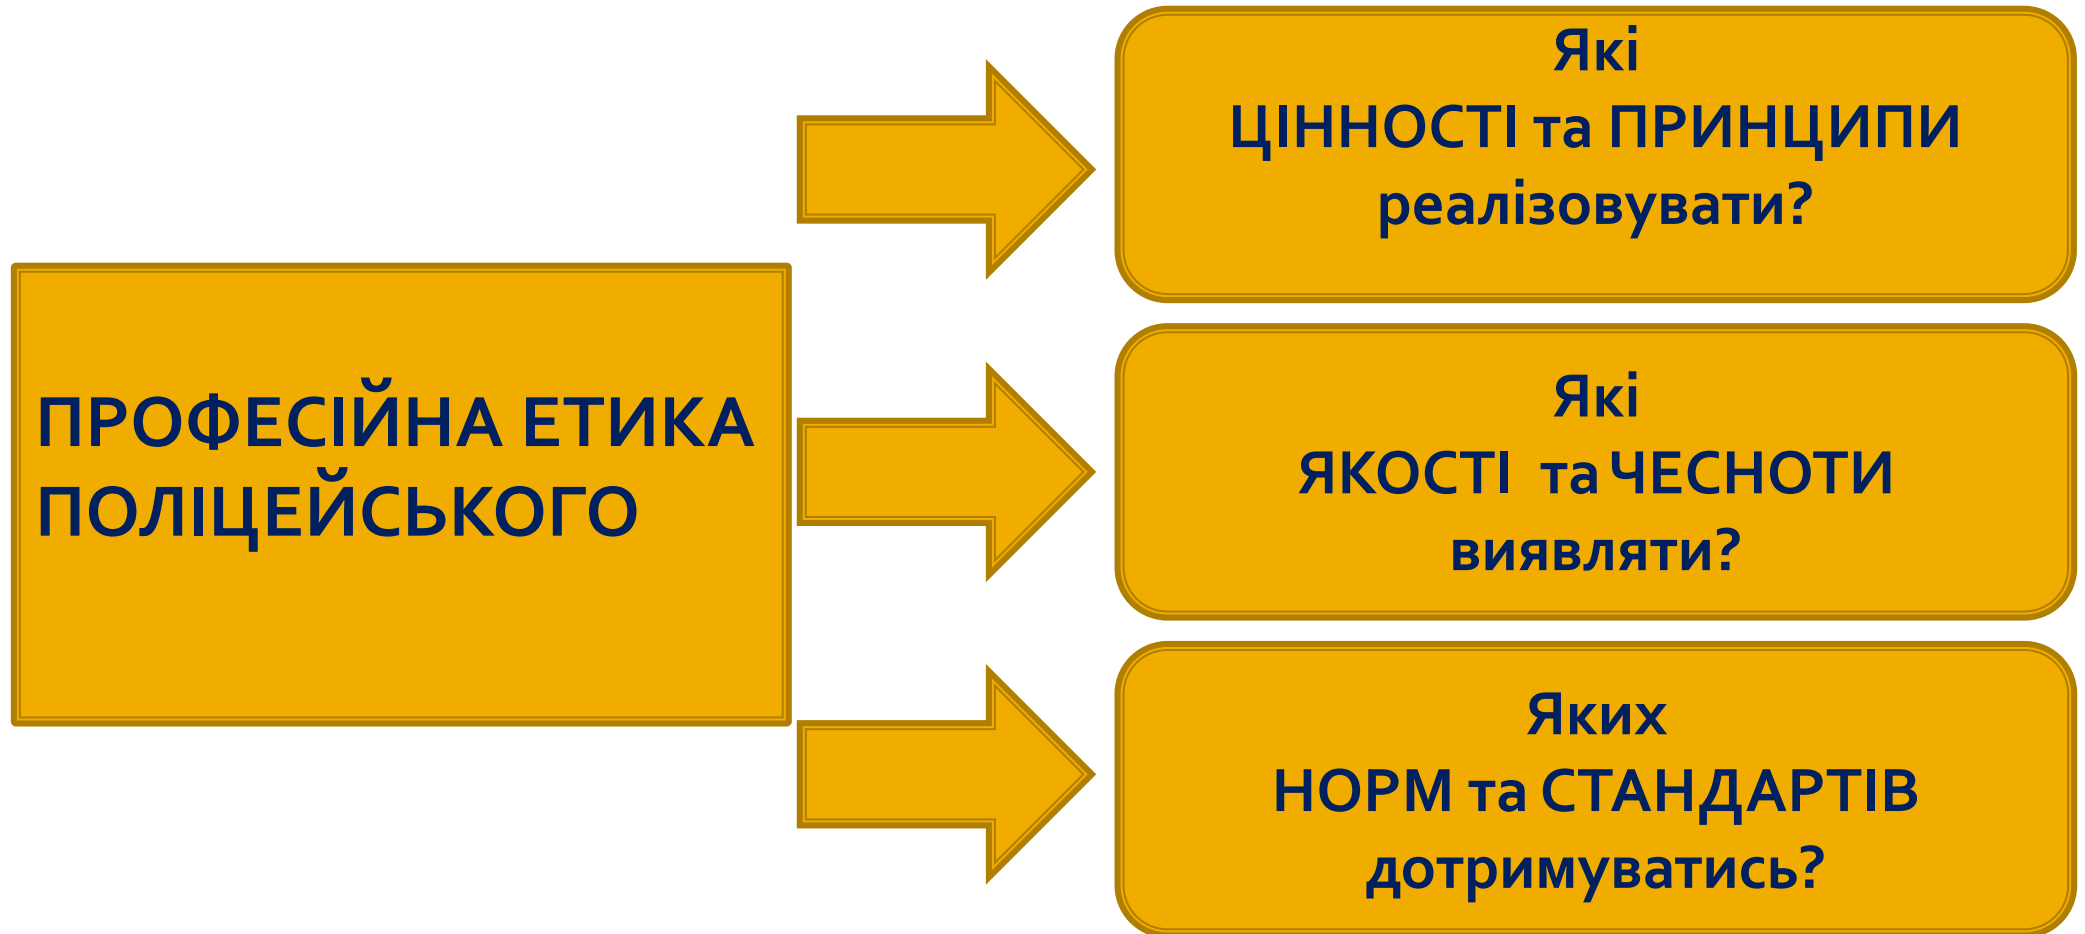 ПРОФЕСІЙНА ЕТИКА
ПОЛІЦЕЙСЬКОГО
Які
ЦІННОСТІ та ПРИНЦИПИ
реалізовувати?
Які
ЯКОСТІ та ЧЕСНОТИ
виявляти?
Яких
НОРМ та СТАНДАРТІВ
дотримуватись?